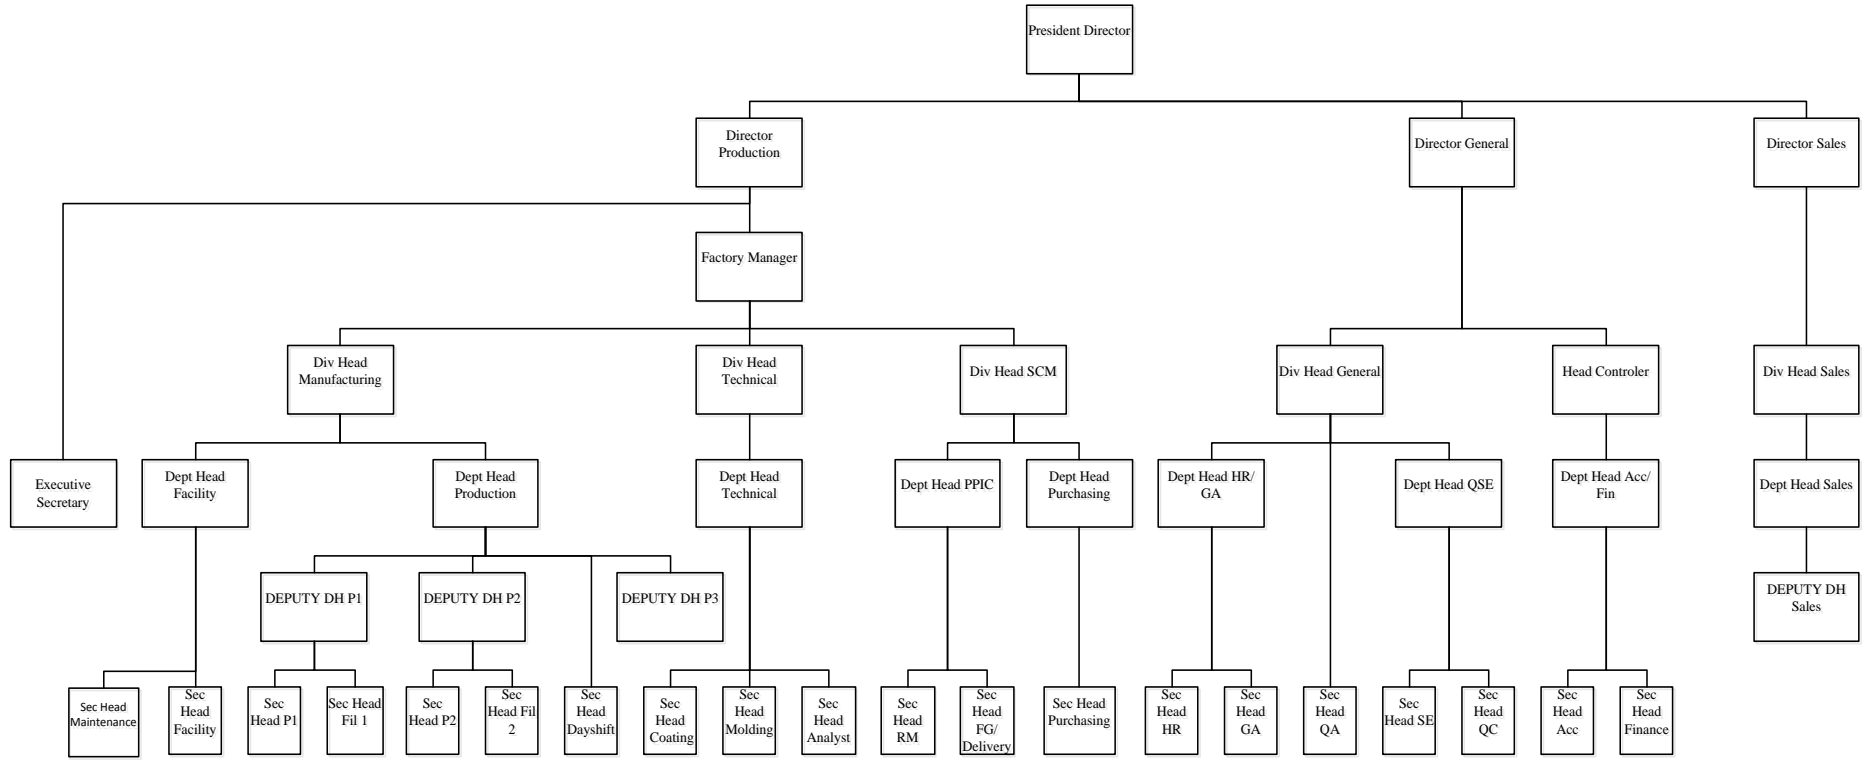 President Director
Director
Production
Director General
Director Sales
Factory Manager
Div Head
Manufacturing
Div Head
Technical
Div Head SCM
Div Head General
Head Controler
Div Head Sales
Executive
Secretary
Dept Head
Facility
Dept Head
Production
Dept Head
Technical
Dept Head PPIC
Dept Head
Purchasing
Dept Head HR/
GA
Dept Head QSE
Dept Head Acc/
Fin
Dept Head Sales
DEPUTY DH P1
DEPUTY DH P2
DEPUTY DH P3
DEPUTY DH
Sales
Sec Head
Maintenance
Sec
Head
Facility
Sec
Head P1
Sec Head
Fil 1
Sec
Head P2
Sec
Head Fil
2
Sec
Head
Dayshift
Sec
Head
Coating
Sec
Head
Molding
Sec
Head
Analyst
Sec
Head
RM
Sec
Head
FG/
Delivery
Sec Head
Purchasing
Sec
Head
HR
Sec
Head
GA
Sec
Head
QA
Sec
Head SE
Sec
Head
QC
Sec
Head
Acc
Sec
Head
Finance